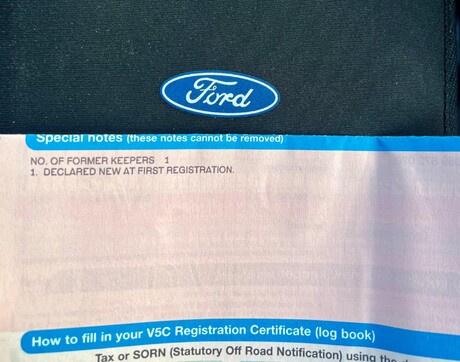 Ford
Special notes (these notes cannot be removed)
NO. OF FORMER KEEPERS 1
1. DECLARED NEW AT FIRST REGISTRATION.
How to fill in your V5C Registration Certificate (log book)
Tax or SORN (Statutory Off Road Notification) using the